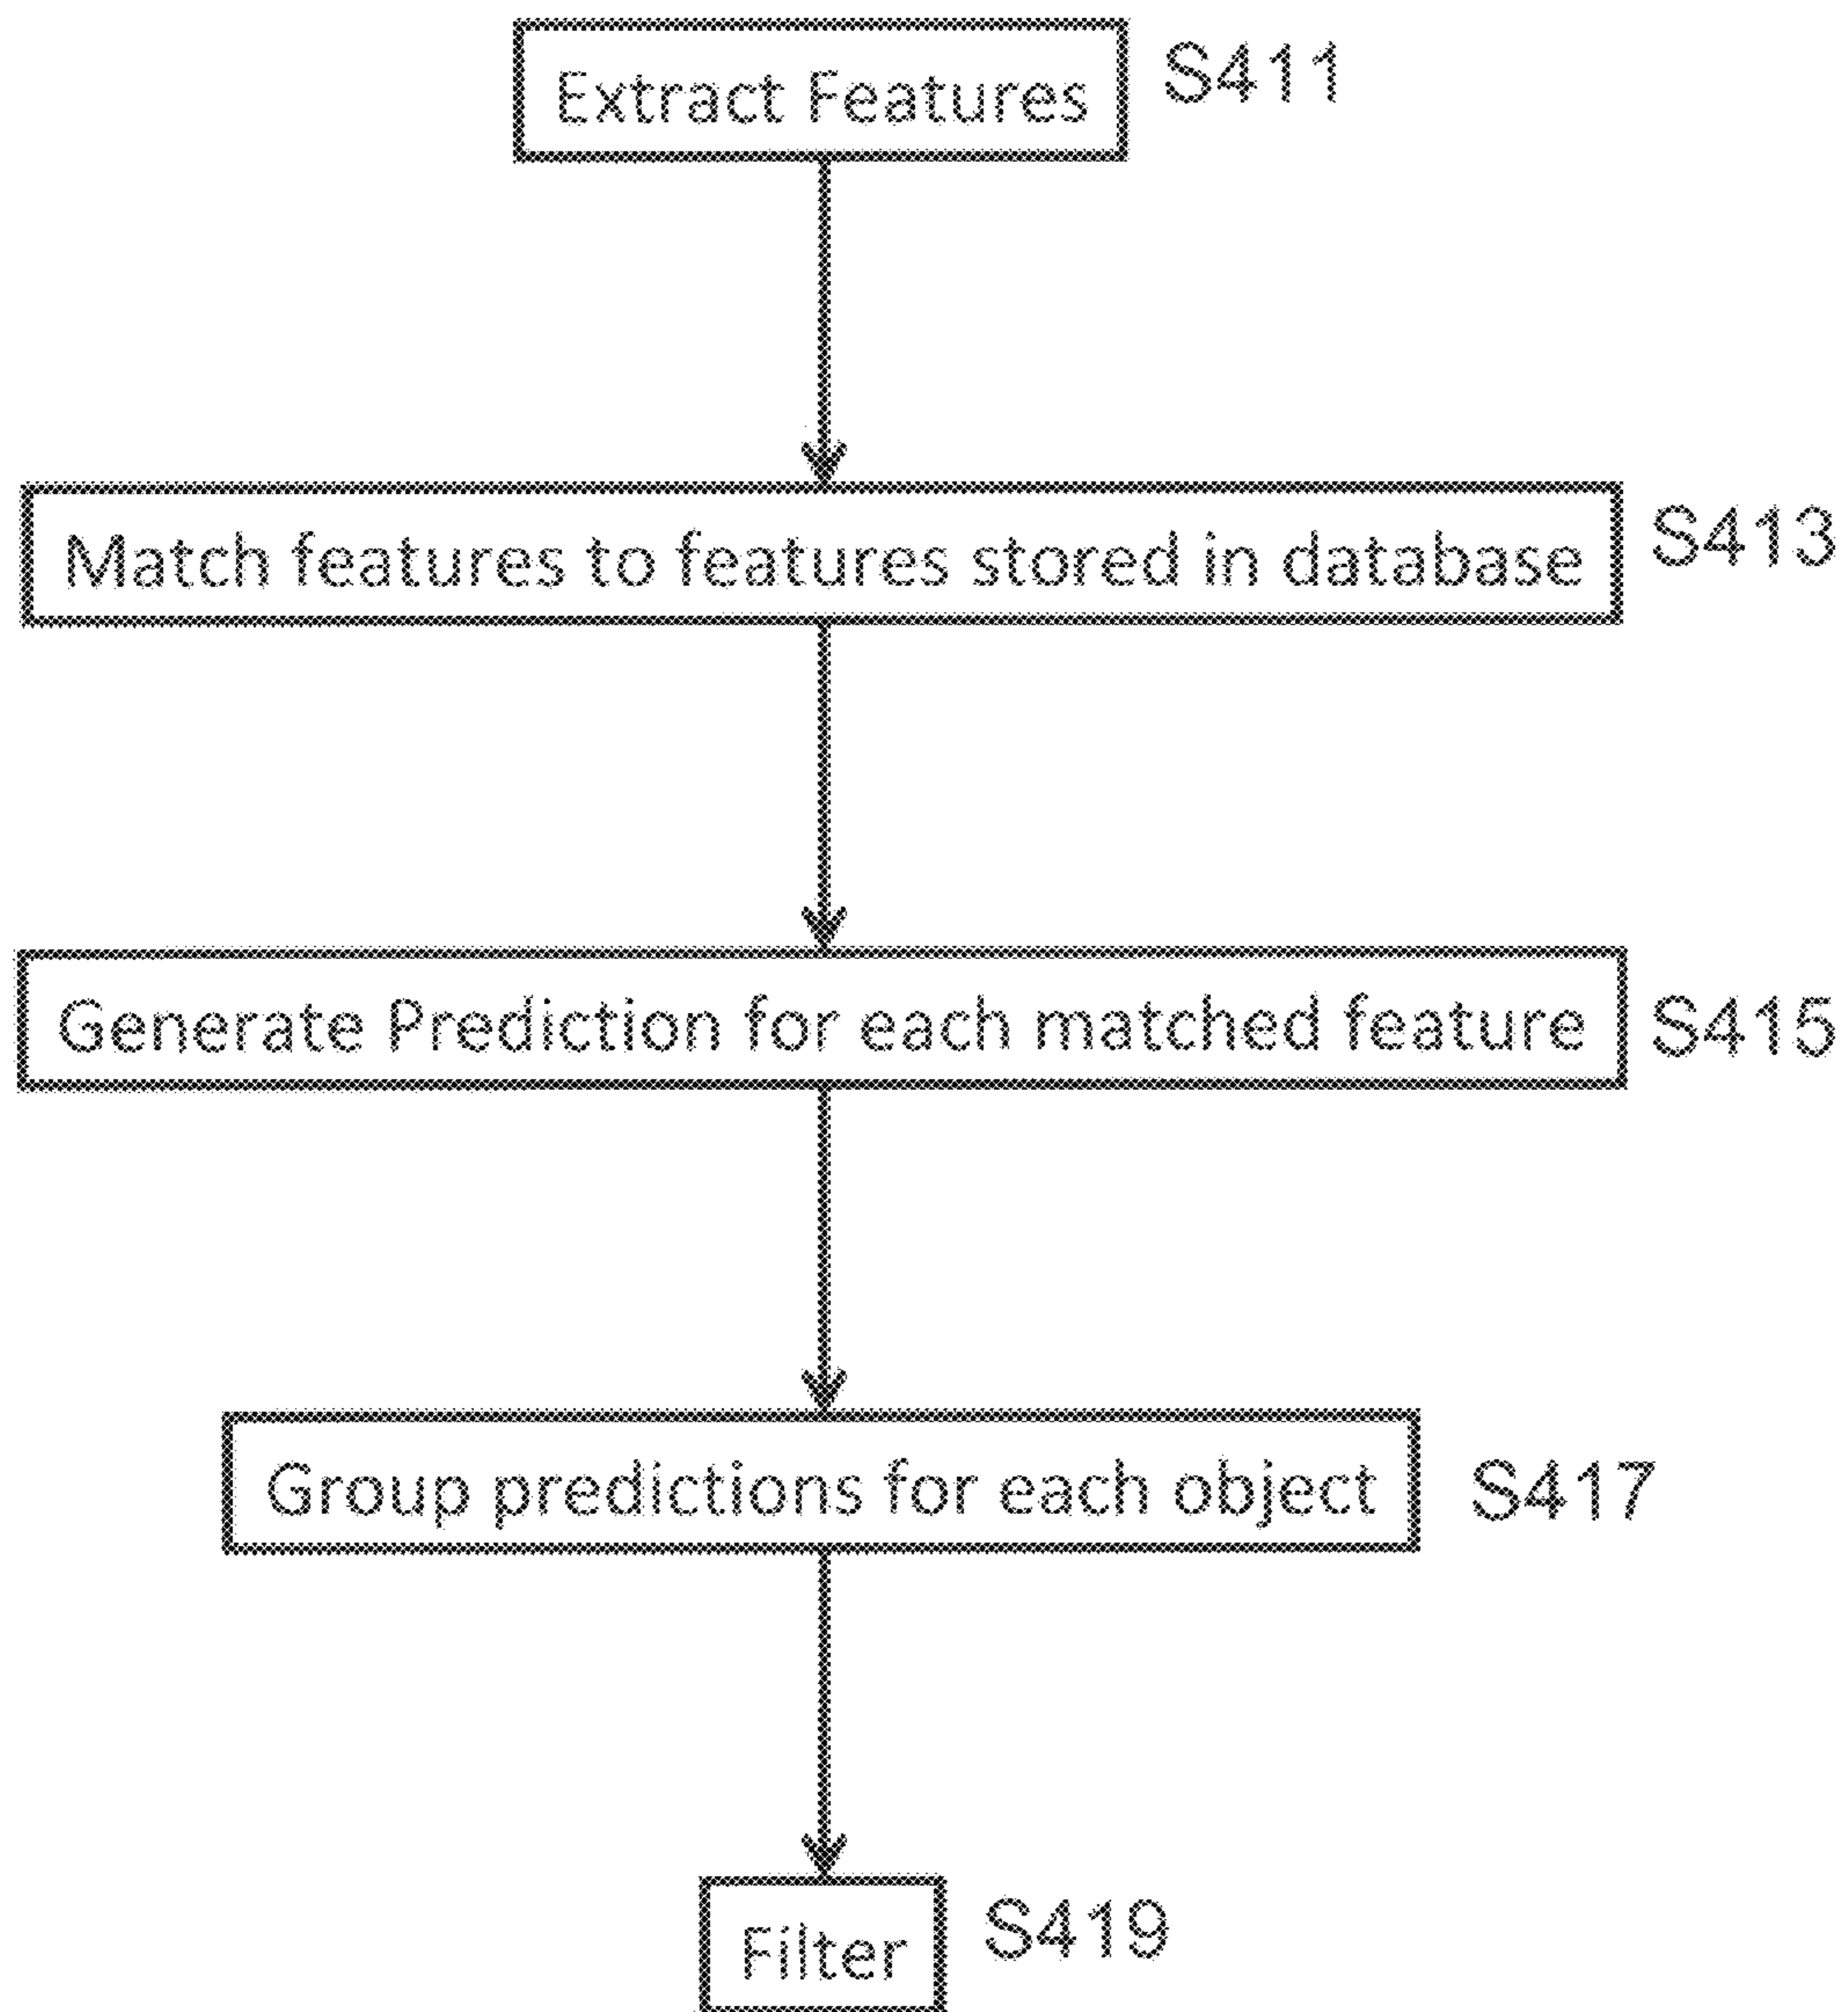 Extract Features S411
Match features to features stored in database S413
Generate Prediction for each matched feature S415
Group predictions for each object S417
Filter S419